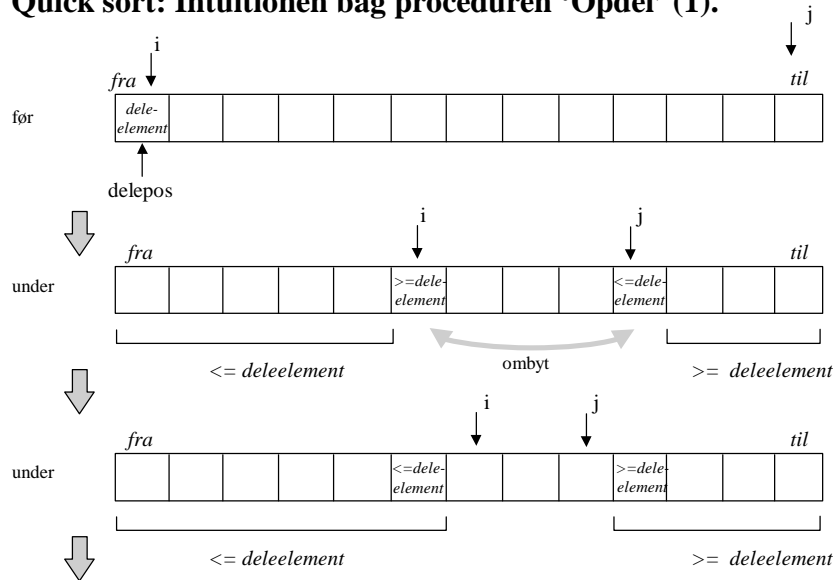 Quick sort: Intuitionen bag proceduren 'Opdel' (1).
i
j
fra
til
før
dele-
element
delepos
i
j
fra
til
under
>=dele-
element
<=dele-
element
ombyt
<= deleelement
>= deleelement
i
j
fra
til
under
<=dele-
element
>=dele-
element
<= deleelement
>= deleelement